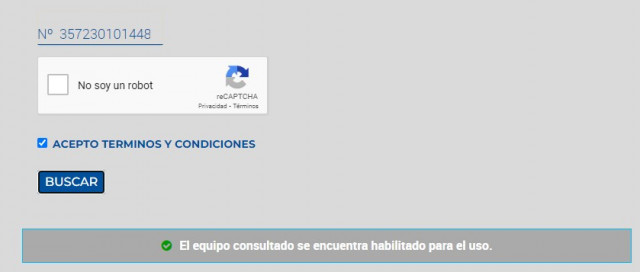 Nº 357230101448
No soy un robot
reCAPTCHA
Privacidad - Términos
ACEPTO TERMINOS Y CONDICIONES
BUSCAR
El equipo consultado se encuentra habilitado para el uso.